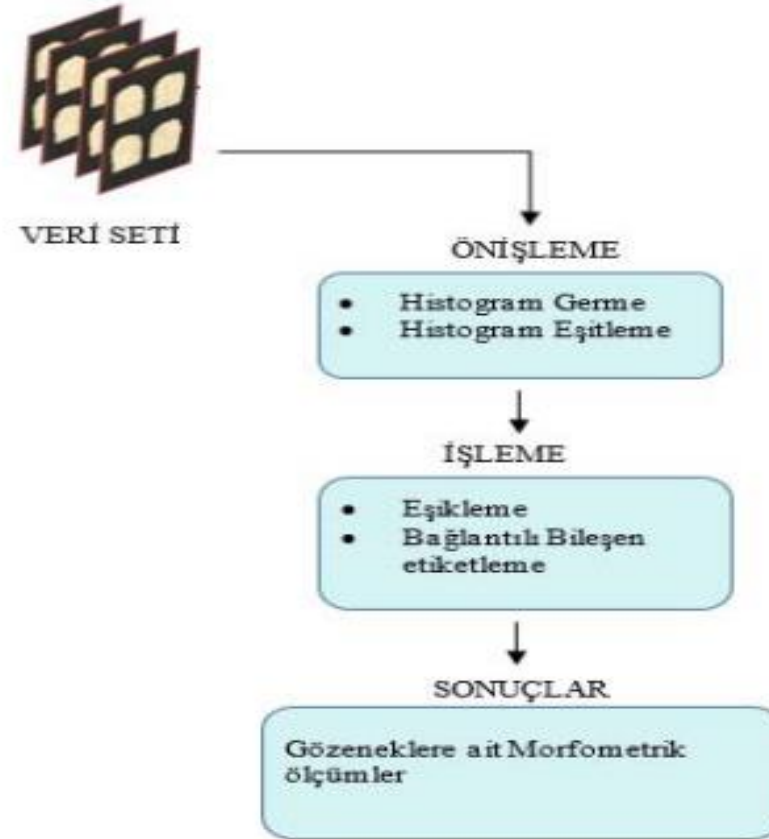 VERİ SETİ
ÖNİŞLEME
• Histogram Germe
• Histogram Eşitleme
İŞLEME
• Eşikleme
• Bağlantılı Bileşen
etiketleme
SONUÇLAR
Gözeneklere ait Morfometrik
ölçümler